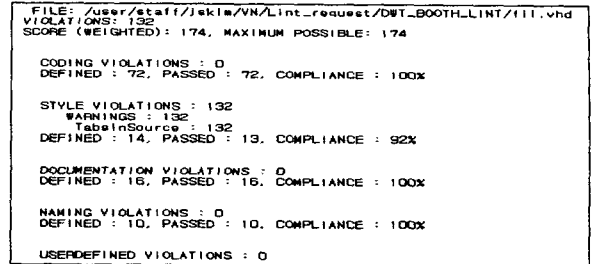 FILE: /user/staff/jsklm/VN/Lint_request/DWT_BOOTH_LINT/fll.vhd
VIOLATIONS: 132
SCORE (WEIGHTED): 174, MAXIMUM POSSIBLE: 174
CODING VIOLATIONS : 0
DEFINED : 72, PASSED : 72, COMPLIANCE : 100%
STYLE VIOLATIONS : 132
WARNINGS : 132
TabsInSource : 132
DEFINED : 14, PASSED : 13, COMPLIANCE : 92%
DOCUMENTATION VIOLATIONS : 0
DEFINED : 16, PASSED : 16, COMPLIANCE : 100%
NAMING VIOLATIONS : 0
DEFINED : 10, PASSED : 10, COMPLIANCE : 100%
USERDEFINED VIOLATIONS : 0